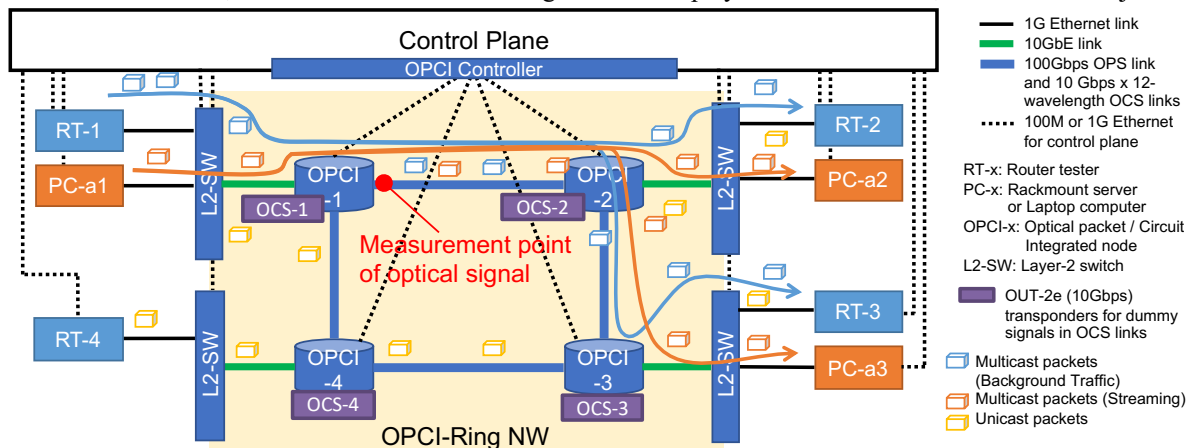 Control Plane
OPCI Controller
RT-1
PC-a1
L2-SW
OPCI
-1
OCS-1
OPCI
-2
OCS-2
L2-SW
RT-2
PC-a2
Measurement point
of optical signal
RT-4
L2-SW
OPCI
-4
OCS-4
OPCI
-3
OCS-3
L2-SW
RT-3
PC-a3
OPCI-Ring NW
1G Ethernet link
10GbE link
100Gbps OPS link
and 10 Gbps x 12-
wavelength OCS links
100M or 1G Ethernet
for control plane
RT-x: Router tester
PC-x: Rackmount server
or Laptop computer
OPCI-x: Optical packet / Circuit
Integrated node
L2-SW: Layer-2 switch
OUT-2e (10Gbps)
transponders for dummy
signals in OCS links
Multicast packets
(Background Traffic)
Multicast packets (Streaming)
Unicast packets